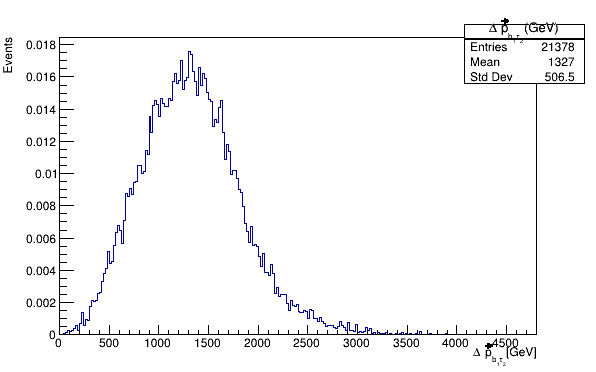 Δ p⃗ b₁τ₂ (GeV)
Entries 21378
Mean 1327
Std Dev 506.5
Events
0.018
0.016
0.014
0.012
0.01
0.008
0.006
0.004
0.002
0
0 500 1000 1500 2000 2500 3000 3500 4000 4500
Δ p⃗ b₁τ₂ [GeV]